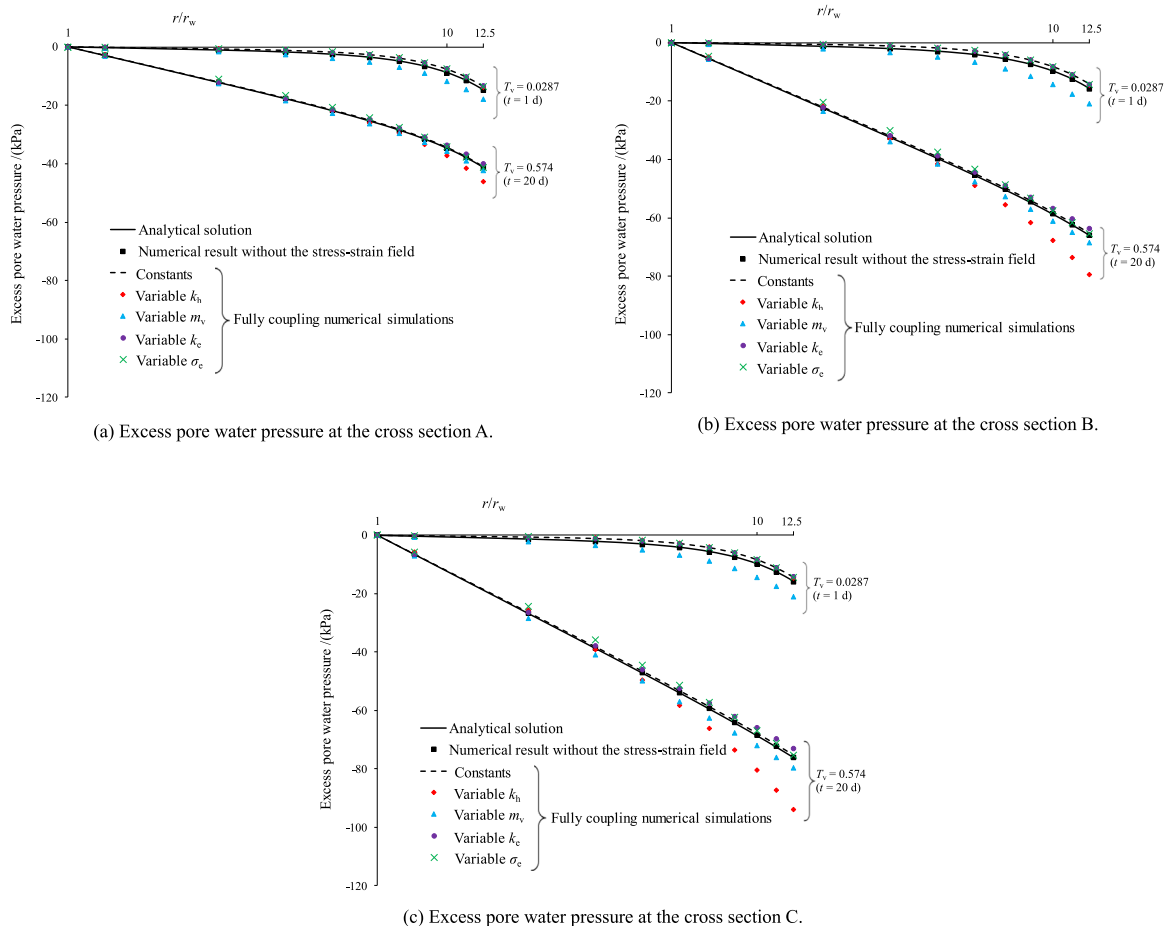 r/rw
1
10
12.5
0
-20
-40
-60
-80
-100
-120
Excess pore water pressure /(kPa)
Tv = 0.0287
(t = 1 d)
Tv = 0.574
(t = 20 d)
Analytical solution
Numerical result without the stress-strain field
Constants
Variable kh
Variable mv
Variable ke
Variable σe
Fully coupling numerical simulations
(a) Excess pore water pressure at the cross section A.
r/rw
1
10
12.5
0
-20
-40
-60
-80
-100
-120
Excess pore water pressure /(kPa)
Tv = 0.0287
(t = 1 d)
Tv = 0.574
(t = 20 d)
Analytical solution
Numerical result without the stress-strain field
Constants
Variable kh
Variable mv
Variable ke
Variable σe
Fully coupling numerical simulations
(b) Excess pore water pressure at the cross section B.
r/rw
1
10
12.5
0
-20
-40
-60
-80
-100
-120
Excess pore water pressure /(kPa)
Tv = 0.0287
(t = 1 d)
Tv = 0.574
(t = 20 d)
Analytical solution
Numerical result without the stress-strain field
Constants
Variable kh
Variable mv
Variable ke
Variable σe
Fully coupling numerical simulations
(c) Excess pore water pressure at the cross section C.